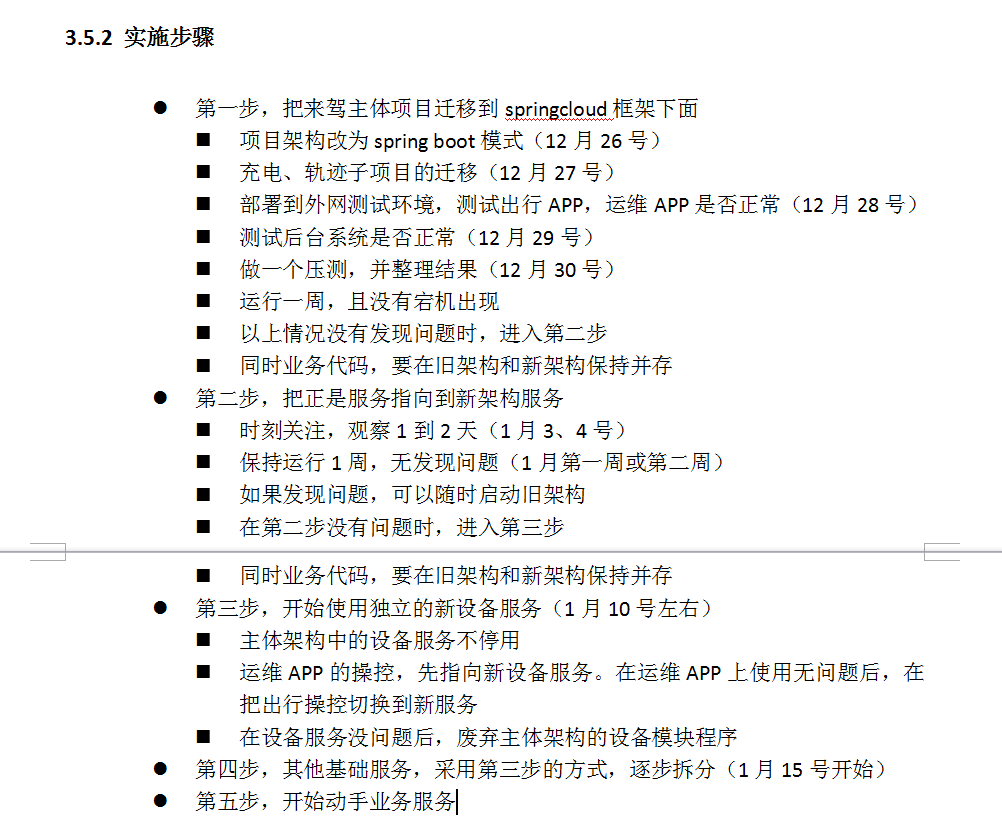 3.5.2 实施步骤
● 第一步，把来驾主体项目迁移到 springcloud 框架下面
■ 项目架构改为 spring boot 模式（12 月 26 号）
■ 充电、轨迹子项目的迁移（12 月 27 号）
■ 部署到外网测试环境，测试出行 APP，运维 APP 是否正常（12 月 28 号）
■ 测试后台系统是否正常（12 月 29 号）
■ 做一个压测，并整理结果（12 月 30 号）
■ 运行一周，且没有宕机出现
■ 以上情况没有发现问题时，进入第二步
■ 同时业务代码，要在旧架构和新架构保持并存
● 第二步，把正是服务指向到新架构服务
■ 时刻关注，观察 1 到 2 天（1 月 3、4 号）
■ 保持运行 1 周，无发现问题（1 月第一周或第二周）
■ 如果发现问题，可以随时启动旧架构
■ 在第二步没有问题时，进入第三步
■ 同时业务代码，要在旧架构和新架构保持并存
● 第三步，开始使用独立的新设备服务（1 月 10 号左右）
■ 主体架构中的设备服务不停用
■ 运维 APP 的操控，先指向新设备服务。在运维 APP 上使用无问题后，在
把出行操控切换到新服务
■ 在设备服务没问题后，废弃主体架构的设备模块程序
● 第四步，其他基础服务，采用第三步的方式，逐步拆分（1 月 15 号开始）
● 第五步，开始动手业务服务